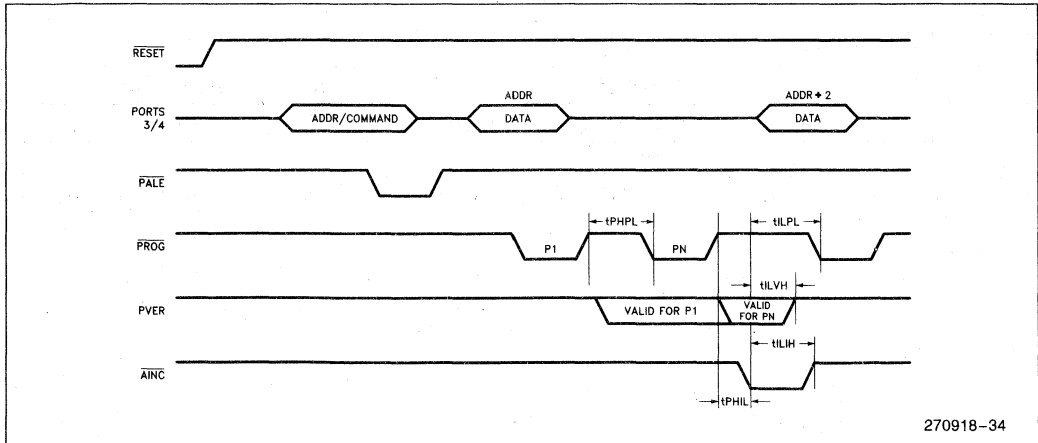 RESET
ADDR
ADDR + 2
PORTS
3/4
ADDR/COMMAND
DATA
DATA
PALE
tPHPL
tILPL
PROG
P1
PN
tILVH
PVER
VALID FOR P1
VALID
FOR PN
tILIH
AINC
tPHIL
270918-34